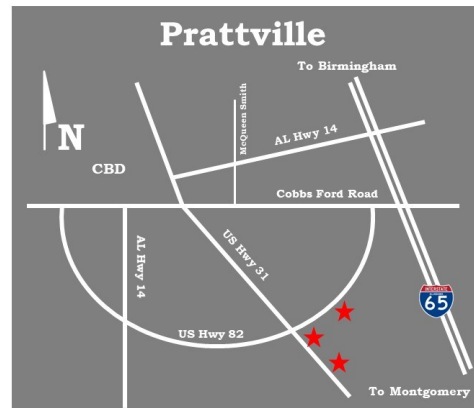 Prattville
To Birmingham
N
McQueen Smith
AL Hwy 14
CBD
Cobbs Ford Road
AL Hwy 14
US Hwy 31
INTERSTATE
65
US Hwy 82
To Montgomery